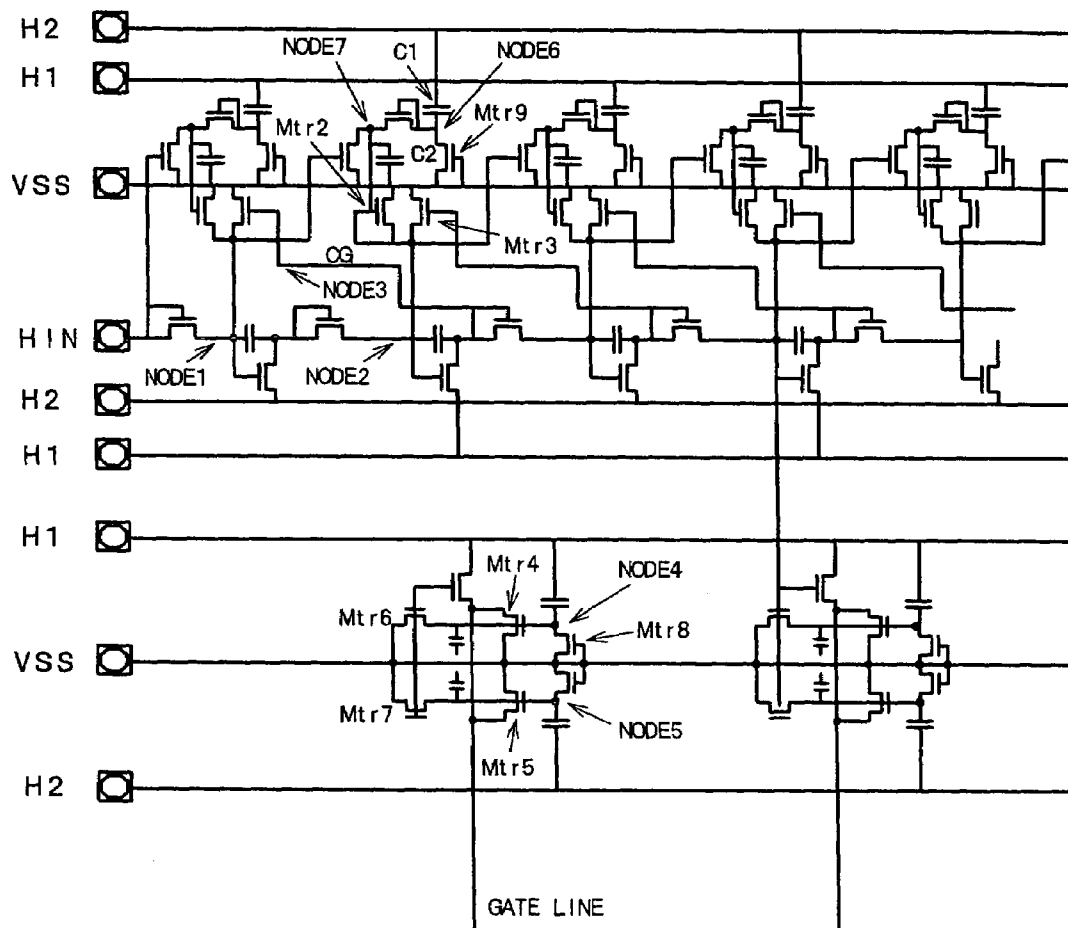 H2
NODE7
C1
NODE6
H1
Mtr2
Mtr9
C2
VSS
Mtr3
CG
NODE3
HIN
NODE1
NODE2
H2
H1
H1
Mtr4
NODE4
Mtr6
Mtr8
VSS
Mtr7
NODE5
Mtr5
H2
GATE LINE